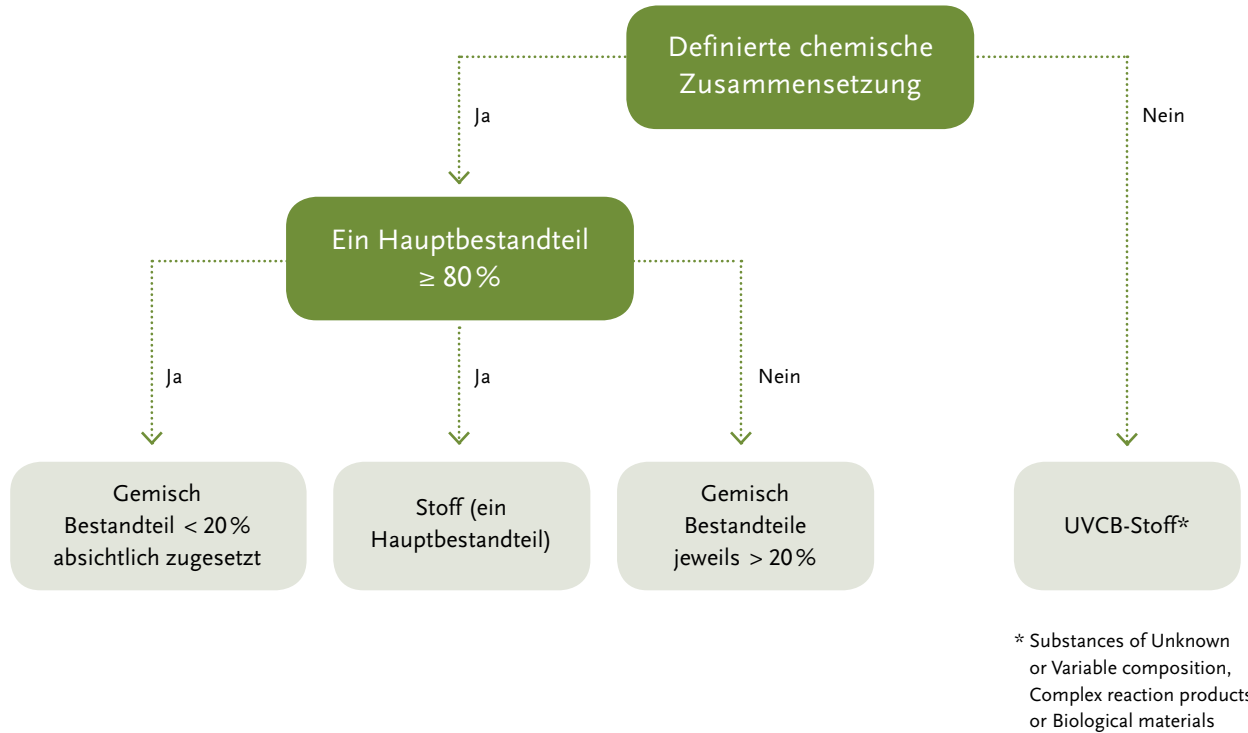 Definierte chemische
Zusammensetzung
Ja
Nein
Ein Hauptbestandteil
≥ 80 %
Ja
Ja
Nein
Gemisch
Bestandteil < 20 %
absichtlich zugesetzt
Stoff (ein
Hauptbestandteil)
Gemisch
Bestandteile
jeweils > 20 %
UVCB-Stoff*
* Substances of Unknown
or Variable composition,
Complex reaction products
or Biological materials